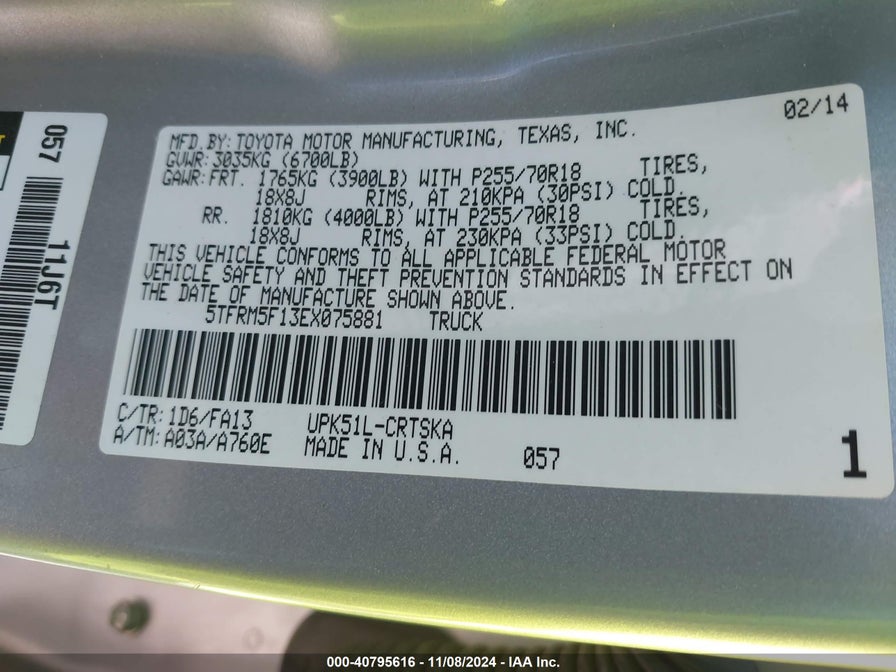 02/14
MFD.BY:TOYOTA MOTOR MANUFACTURING, TEXAS, INC.
GVWR:3035KG (6700LB)
GAWR:FRT. 1765KG (3900LB) WITH P255/70R18 TIRES,
18X8J RIMS, AT 210KPA (30PSI) COLD.
RR. 1810KG (4000LB) WITH P255/70R18 TIRES,
18X8J RIMS, AT 230KPA (33PSI) COLD.
THIS VEHICLE CONFORMS TO ALL APPLICABLE FEDERAL MOTOR
VEHICLE SAFETY AND THEFT PREVENTION STANDARDS IN EFFECT ON
THE DATE OF MANUFACTURE SHOWN ABOVE.
5TFRM5F13EX075881 TRUCK
C/TR:1D6/FA13 UPK51L-CRTSKA
A/TM:A03A/A760E MADE IN U.S.A. 057
1
057
11J6T
000-40795616 - 11/08/2024 - IAA Inc.